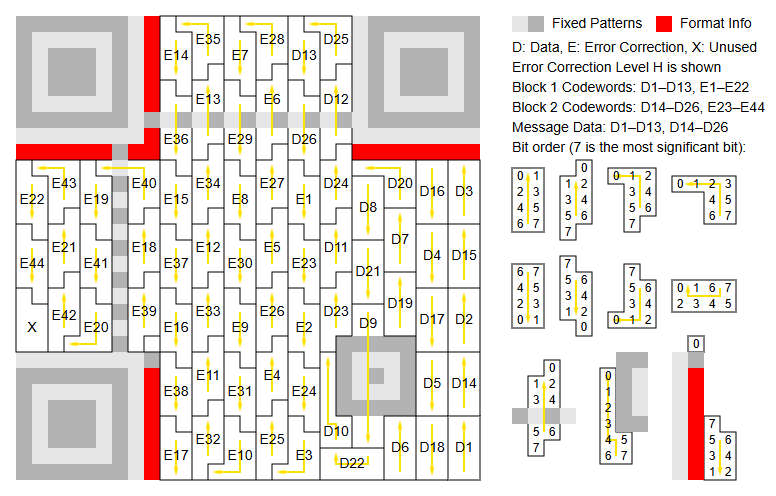 Fixed Patterns Format Info
D: Data, E: Error Correction, X: Unused
Error Correction Level H is shown
Block 1 Codewords: D1–D13, E1–E22
Block 2 Codewords: D14–D26, E23–E44
Message Data: D1–D13, D14–D26
Bit order (7 is the most significant bit):
E14 E35 E7 E28 D13 D25
E13 E6 D12
E36 E29 D26
E22 E43 E19 E40 E15 E34 E8 E27 E1 D24 D8 D20 D16 D3
E44 E21 E41 E18 E37 E12 E30 E5 E23 D11 D21 D7 D4 D15
X E42 E20 E39 E16 E33 E9 E26 E2 D23 D9 D19 D17 D2
E38 E11 E31 E4 E24 D5 D14
E17 E32 E10 E25 E3 D10 D22 D6 D18 D1
0 1
2 3
4 5
6 7
0
1 2
3 4
5 6
7
0 1 2
3 4
5 6
7
0 1 2 3
4 5
6 7
6 7
4 5
2 3
0 1
7
5 6
3 4
1 2
0
7
5 6
3 4
0 1 2
0 1 6 7
2 3 4 5
0
1 2
3 4
5 6
7
0
1
2
3
4 5
6 7
0
7
5 6
3 4
1 2